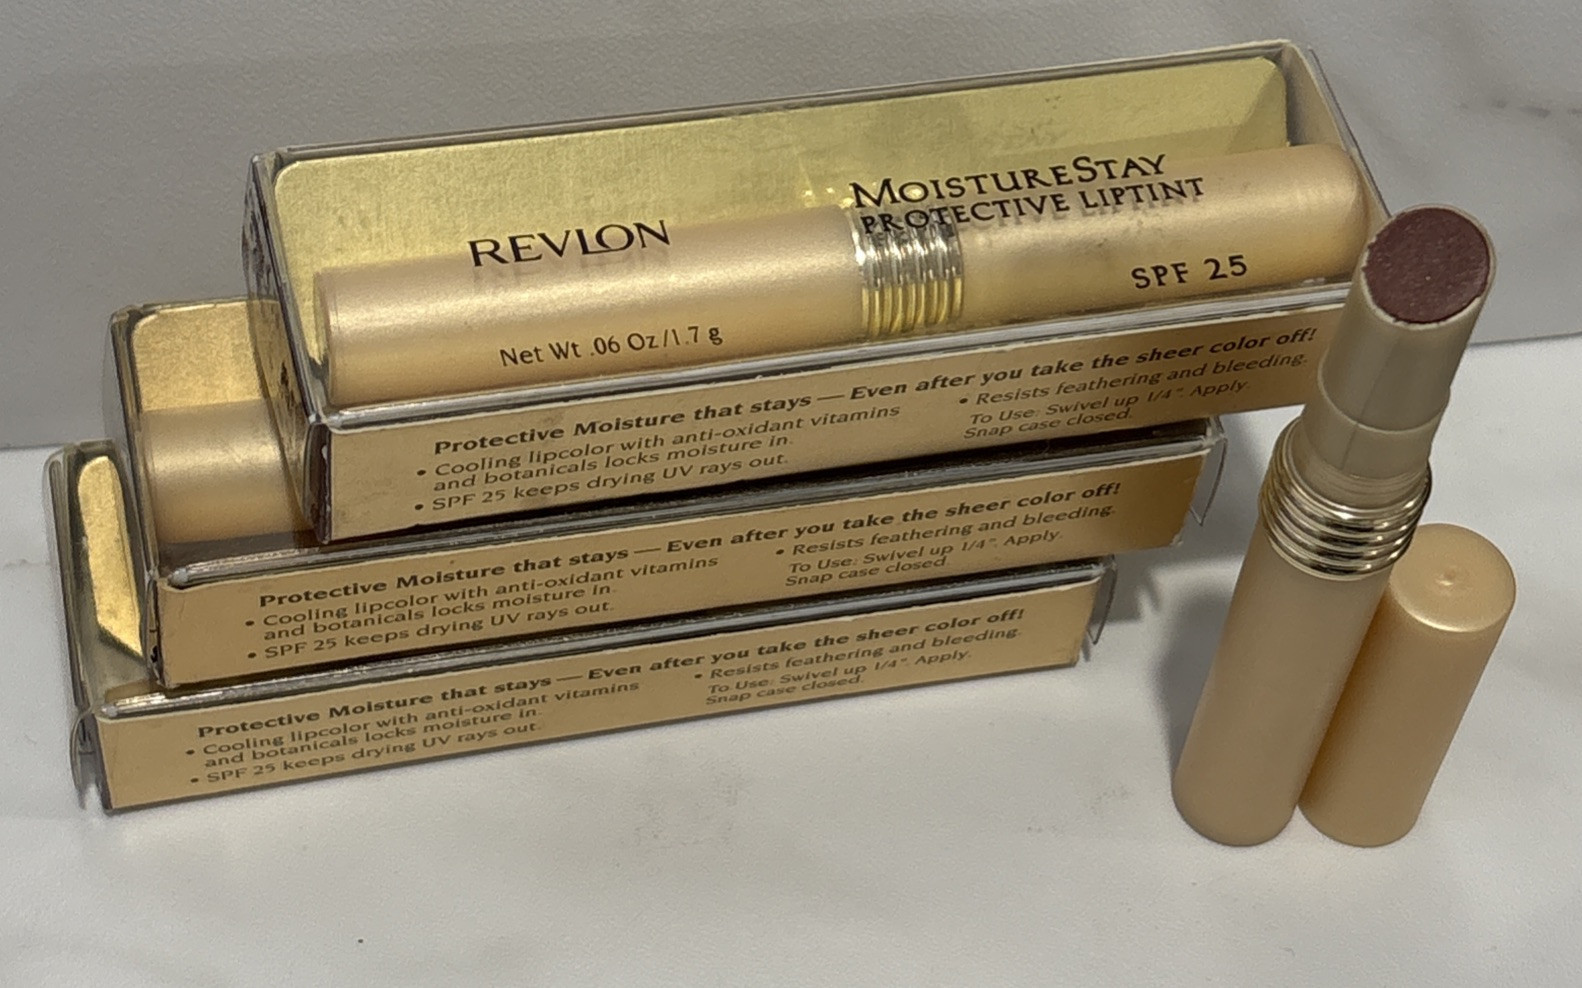 REVLON
MOISTURESTAY
PROTECTIVE LIPTINT
SPF 25
Net Wt .06 Oz/1.7 g
Protective Moisture that stays — Even after you take the sheer color off!
• Cooling lipcolor with anti-oxidant vitamins
and botanicals locks moisture in.
• SPF 25 keeps drying UV rays out.
• Resists feathering and bleeding.
To Use: Swivel up 1/4". Apply.
Snap case closed.
Protective Moisture that stays — Even after you take the sheer color off!
• Cooling lipcolor with anti-oxidant vitamins
and botanicals locks moisture in.
• SPF 25 keeps drying UV rays out.
• Resists feathering and bleeding.
To Use: Swivel up 1/4". Apply.
Snap case closed.
Protective Moisture that stays — Even after you take the sheer color off!
• Cooling lipcolor with anti-oxidant vitamins
and botanicals locks moisture in.
• SPF 25 keeps drying UV rays out.
• Resists feathering and bleeding.
To Use: Swivel up 1/4". Apply.
Snap case closed.